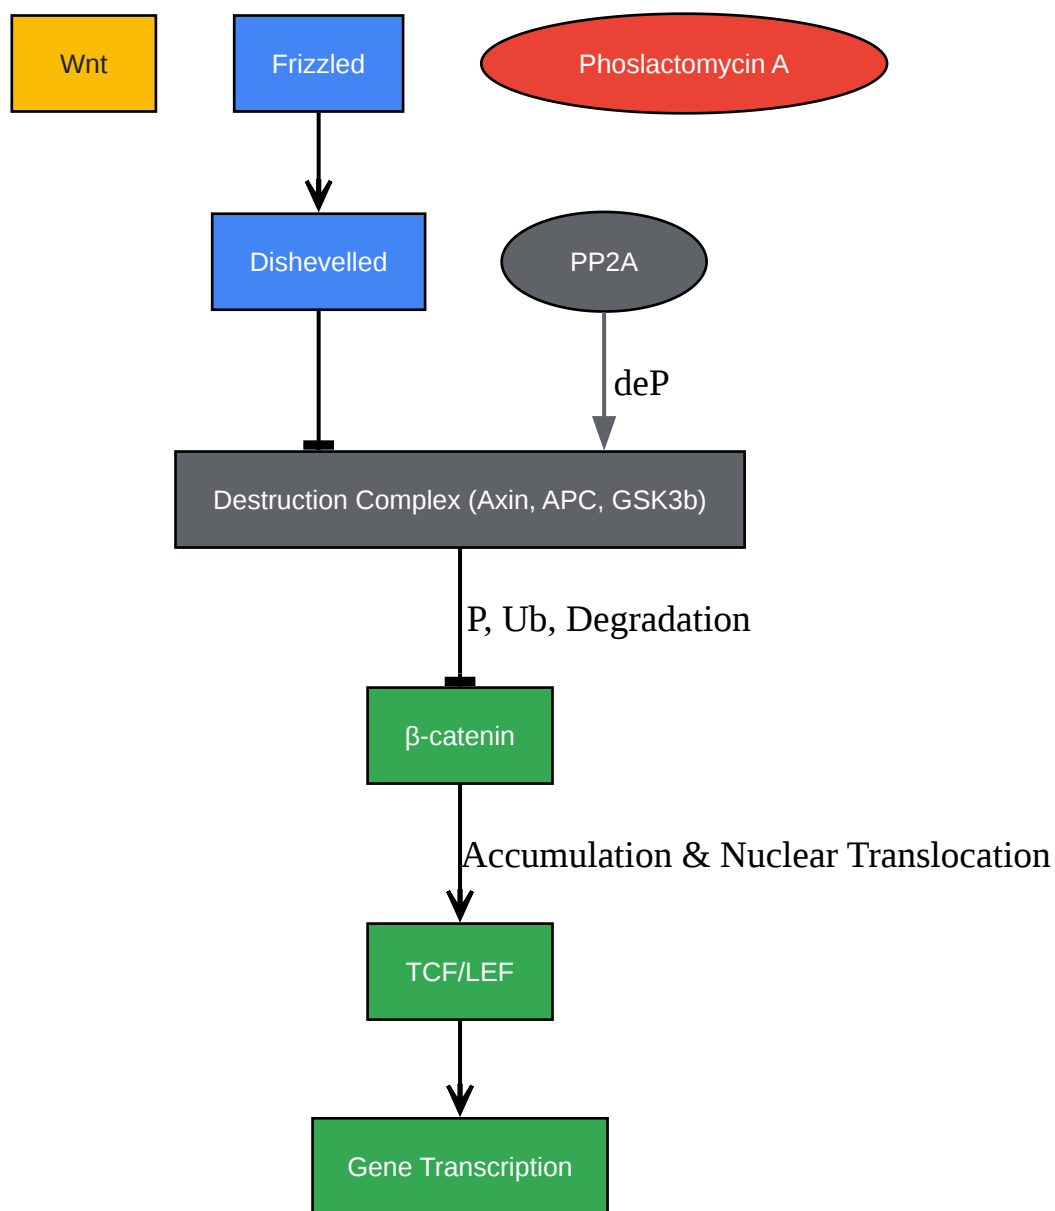 Wnt
Frizzled
Phoslactomycin A
Dishevelled
PP2A
deP
Destruction Complex (Axin, APC, GSK3b)
P, Ub, Degradation
β-catenin
Accumulation & Nuclear Translocation
TCF/LEF
Gene Transcription